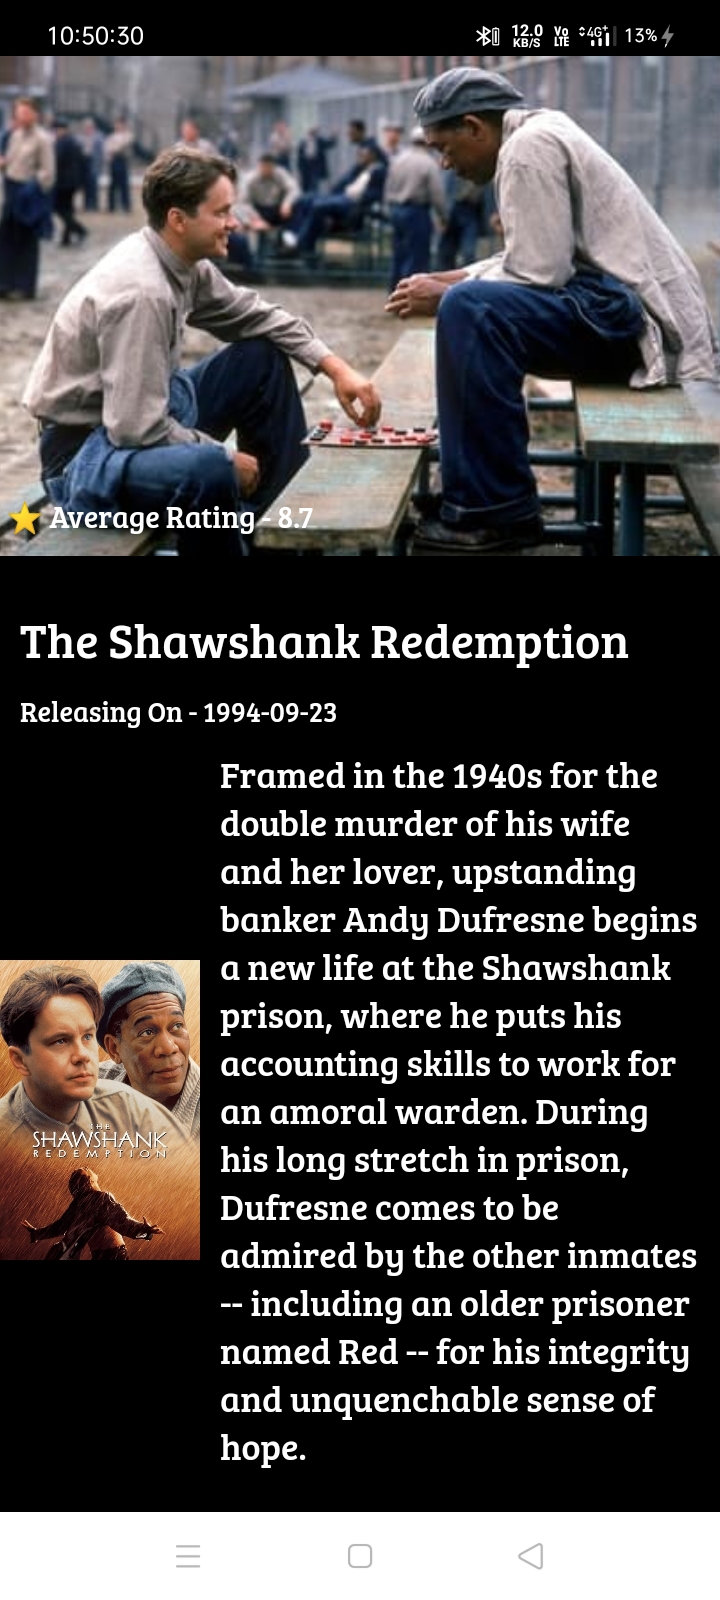 10:50:30
12.0 KB/S Vo LTE 4G+ 13%
Average Rating - 8.7
The Shawshank Redemption
Releasing On - 1994-09-23
Framed in the 1940s for the
double murder of his wife
and her lover, upstanding
banker Andy Dufresne begins
a new life at the Shawshank
prison, where he puts his
accounting skills to work for
an amoral warden. During
his long stretch in prison,
Dufresne comes to be
admired by the other inmates
-- including an older prisoner
named Red -- for his integrity
and unquenchable sense of
hope.
THE
SHAWSHANK
REDEMPTION